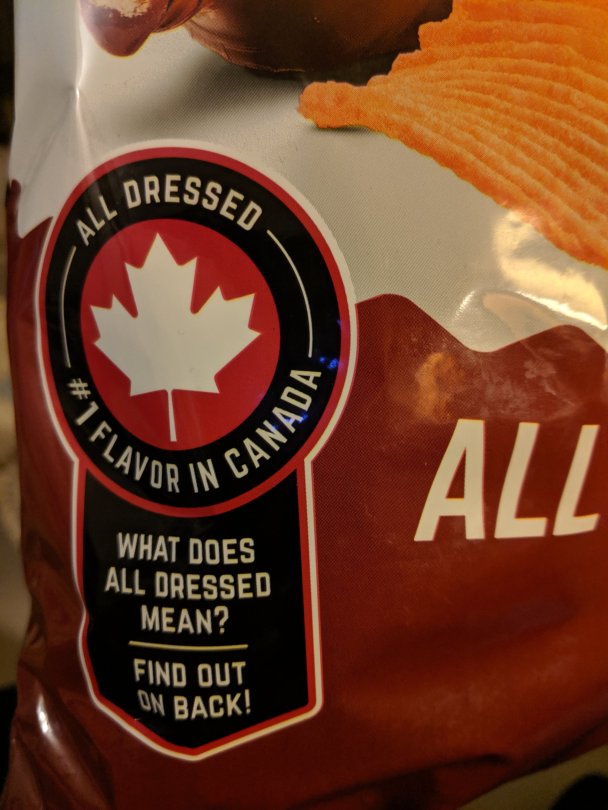 ALL DRESSED
#1 FLAVOR IN CANADA
WHAT DOES
ALL DRESSED
MEAN?
FIND OUT
ON BACK!
ALL